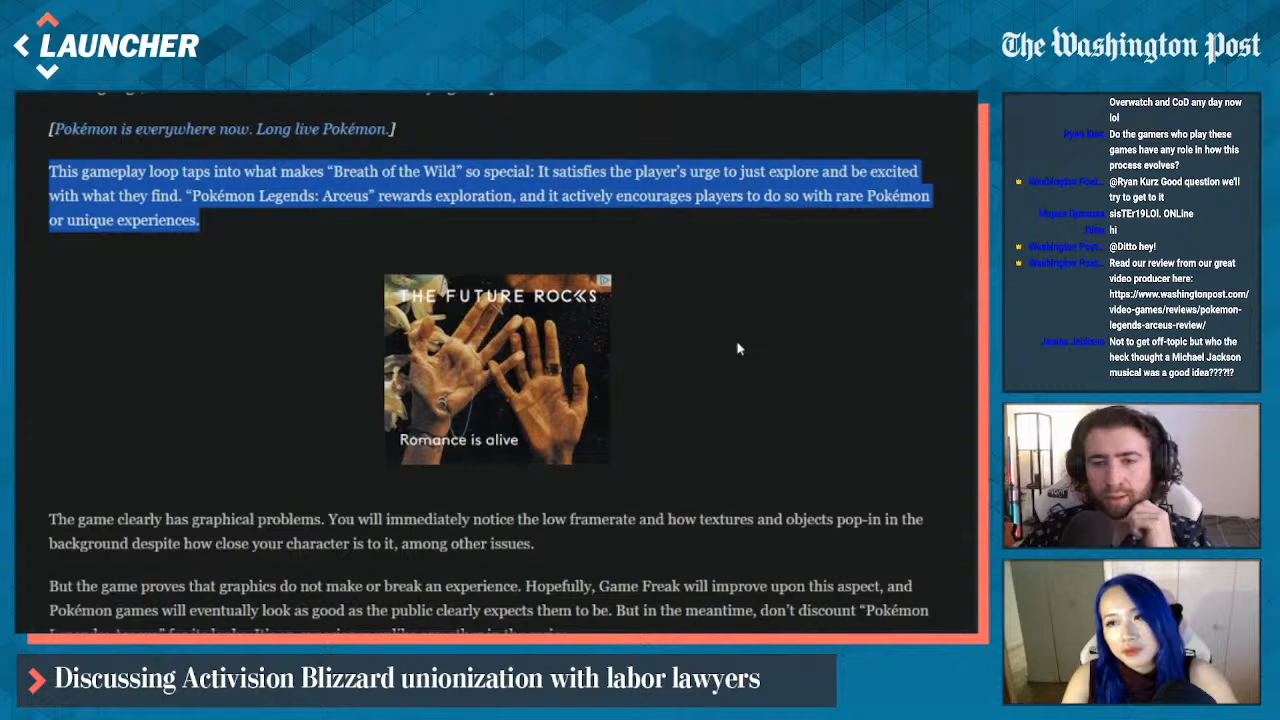 LAUNCHER
The Washington Post
[Pokémon is everywhere now. Long live Pokémon.]
This gameplay loop taps into what makes “Breath of the Wild” so special: It satisfies the player’s urge to just explore and be excited
with what they find. “Pokémon Legends: Arceus” rewards exploration, and it actively encourages players to do so with rare Pokémon
or unique experiences.
THE FUTURE ROCKS
Romance is alive
The game clearly has graphical problems. You will immediately notice the low framerate and how textures and objects pop-in in the
background despite how close your character is to it, among other issues.
But the game proves that graphics do not make or break an experience. Hopefully, Game Freak will improve upon this aspect, and
Pokémon games will eventually look as good as the public clearly expects them to be. But in the meantime, don’t discount “Pokémon
Overwatch and CoD any day now
lol
Ryan Kurz Do the gamers who play these
games have any role in how this
process evolves?
Washington Post... @Ryan Kurz Good question we'll
try to get to it
sisTEr19LOl. ONLine
Ditto hi
Washington Post... @Ditto hey!
Washington Post... Read our review from our great
video producer here:
https://www.washingtonpost.com/
video-games/reviews/pokemon-
legends-arceus-review/
James Jackson Not to get off-topic but who the
heck thought a Michael Jackson
musical was a good idea????!?
Discussing Activision Blizzard unionization with labor lawyers